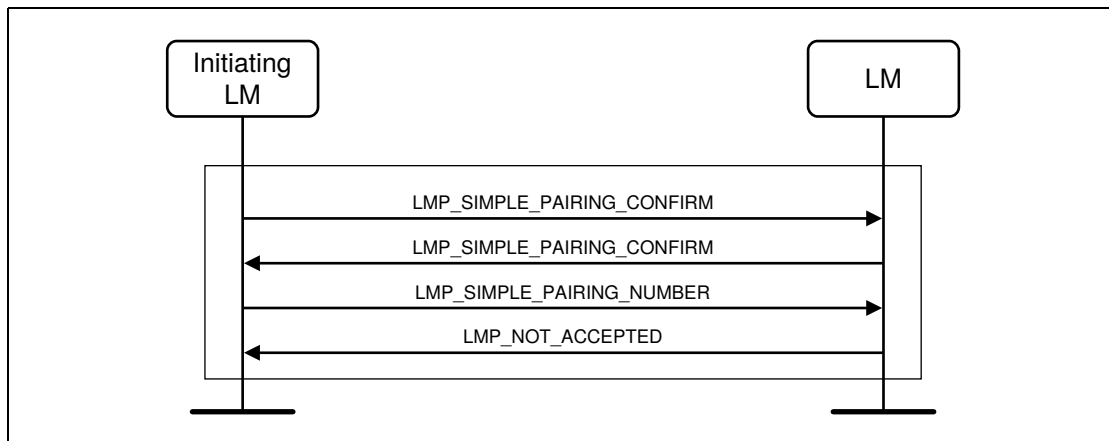 Initiating
LM
LM
LMP_SIMPLE_PAIRING_CONFIRM
LMP_SIMPLE_PAIRING_CONFIRM
LMP_SIMPLE_PAIRING_NUMBER
LMP_NOT_ACCEPTED